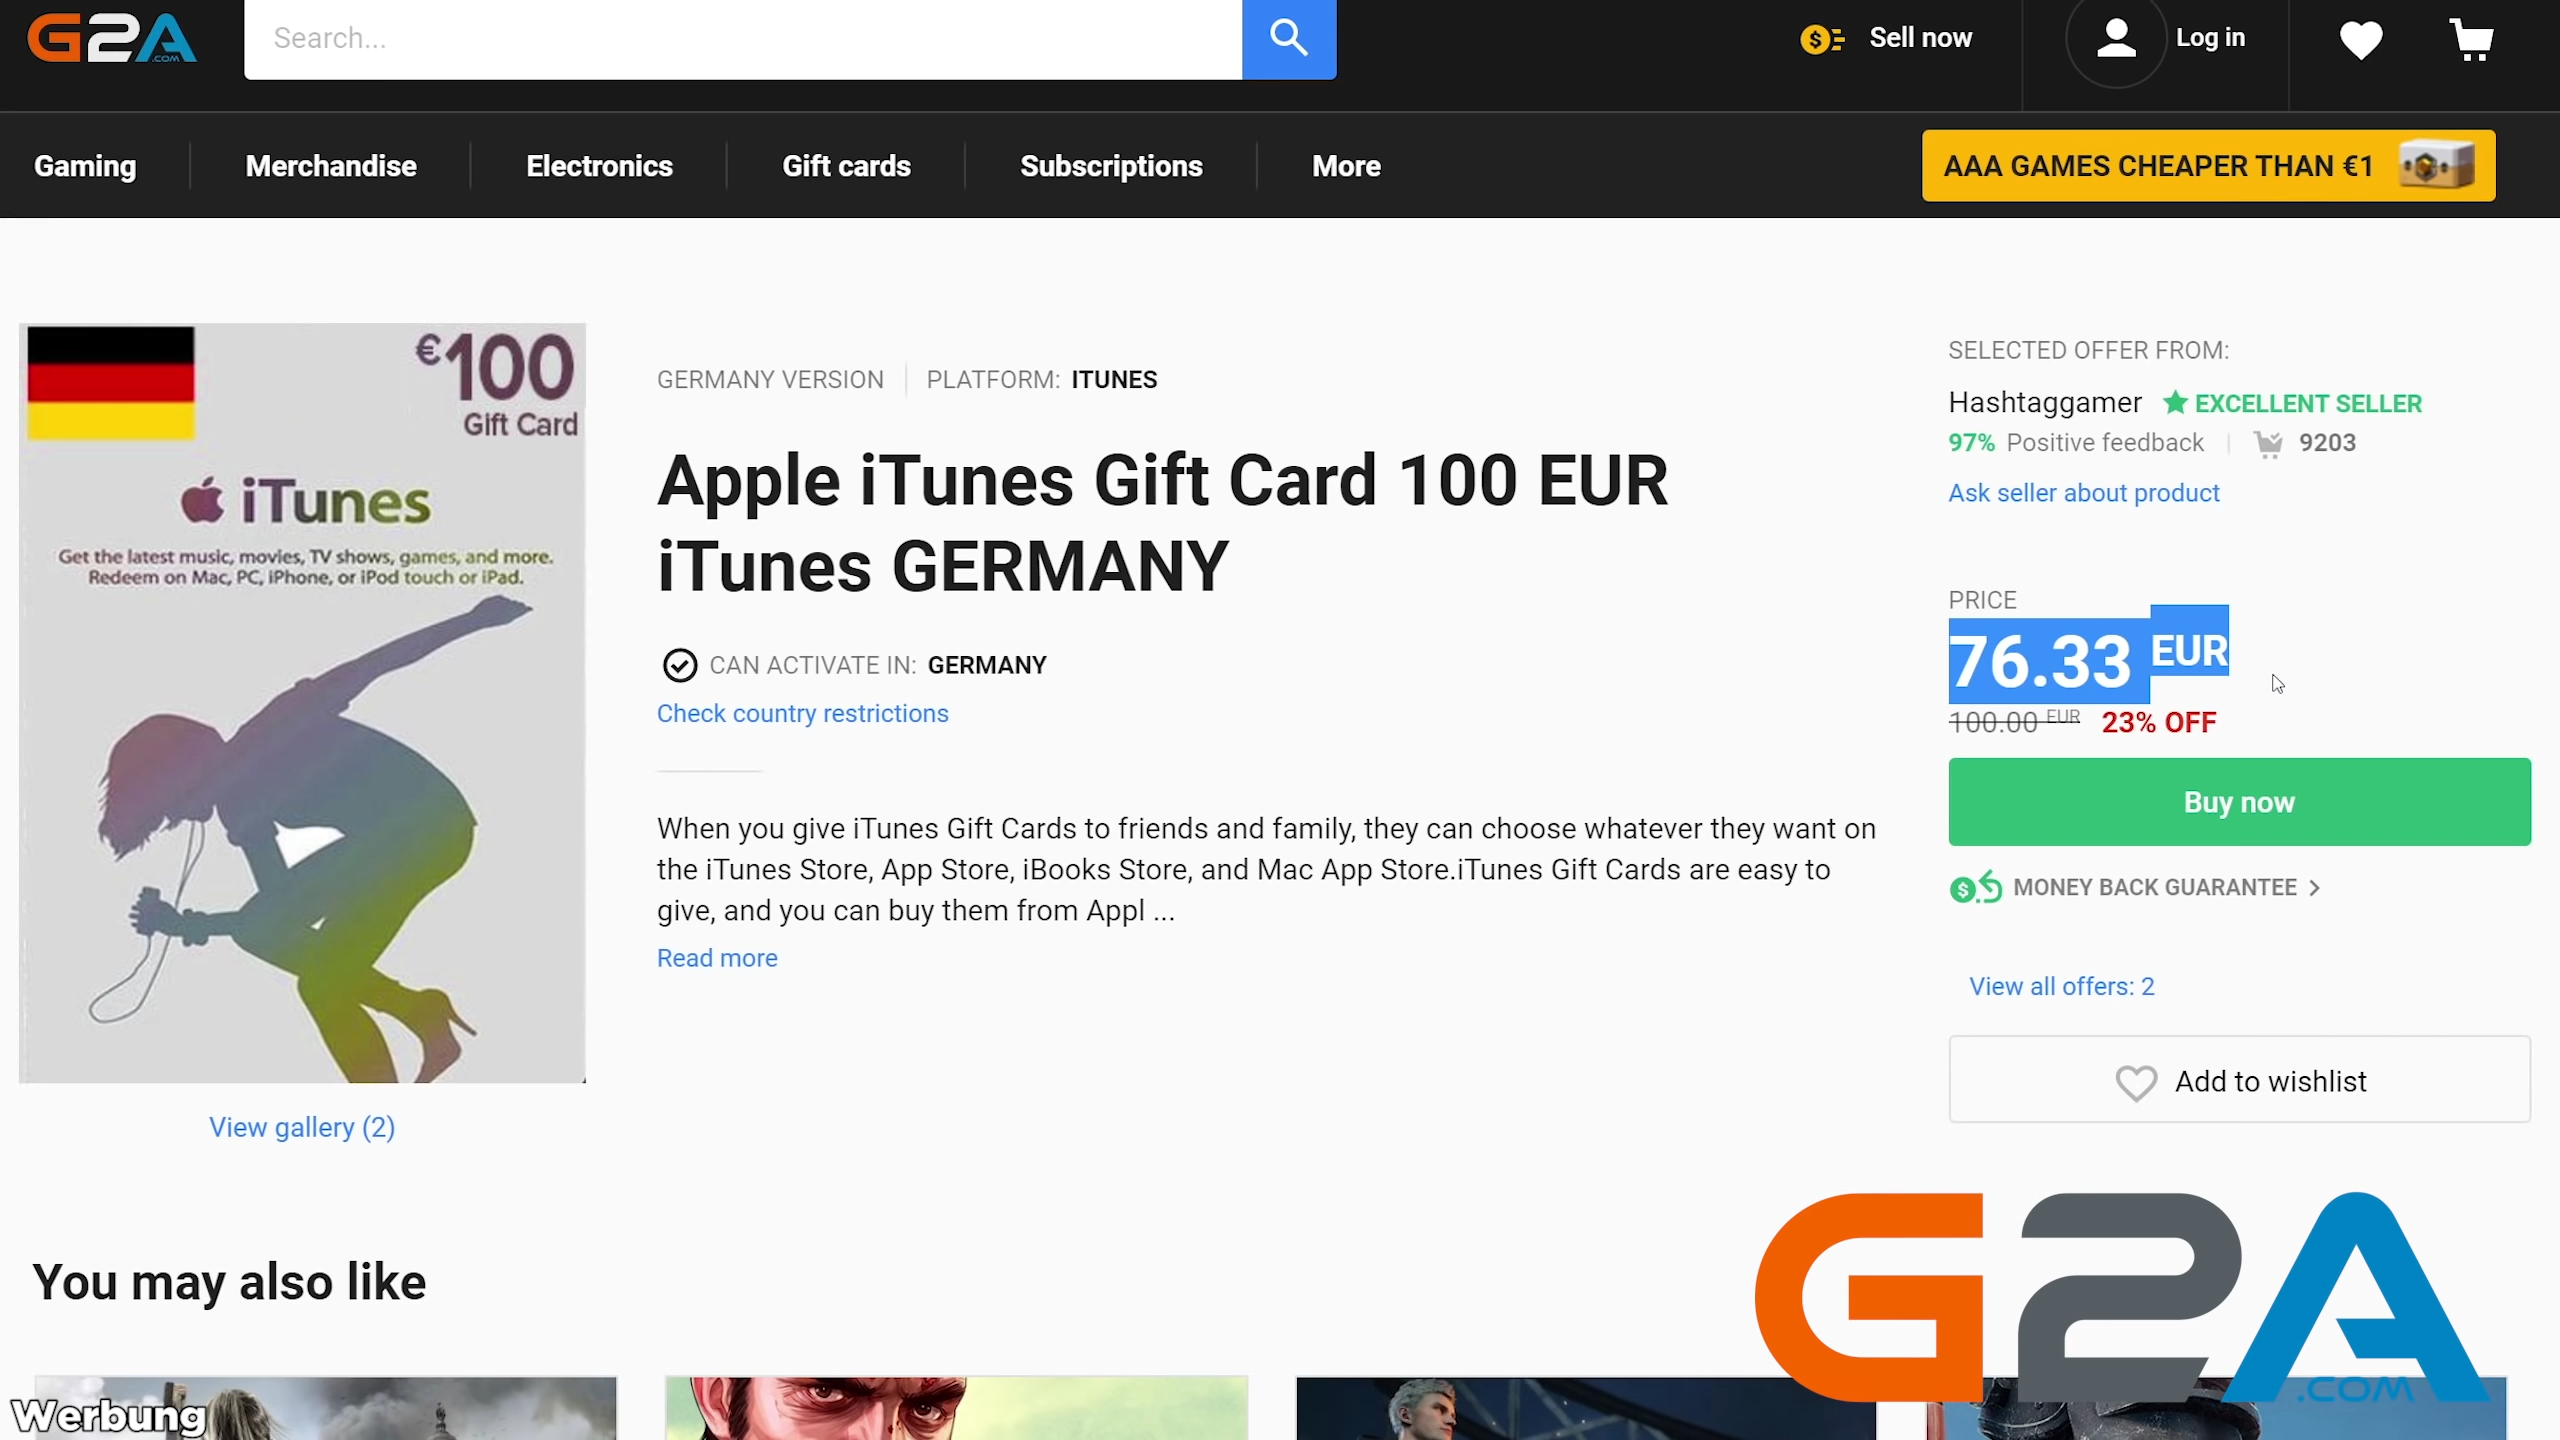 G2A
.COM
Search...
Sell now
Log in
Gaming
Merchandise
Electronics
Gift cards
Subscriptions
More
AAA GAMES CHEAPER THAN €1
€100
Gift Card
iTunes
Get the latest music, movies, TV shows, games, and more.
Redeem on Mac, PC, iPhone, or iPod touch or iPad.
View gallery (2)
GERMANY VERSION
PLATFORM: ITUNES
Apple iTunes Gift Card 100 EUR
iTunes GERMANY
CAN ACTIVATE IN: GERMANY
Check country restrictions
When you give iTunes Gift Cards to friends and family, they can choose whatever they want on
the iTunes Store, App Store, iBooks Store, and Mac App Store.iTunes Gift Cards are easy to
give, and you can buy them from Appl ...
Read more
SELECTED OFFER FROM:
Hashtaggamer EXCELLENT SELLER
97% Positive feedback 9203
Ask seller about product
PRICE
76.33 EUR
100.00 EUR 23% OFF
Buy now
MONEY BACK GUARANTEE
View all offers: 2
Add to wishlist
You may also like
G2A
.COM
Werbung